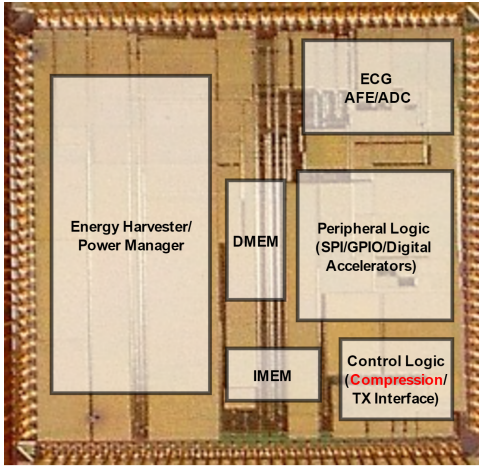 ECG
AFE/ADC
Energy Harvester/
Power Manager
DMEM
Peripheral Logic
(SPI/GPIO/Digital
Accelerators)
IMEM
Control Logic
(Compression/
TX Interface)